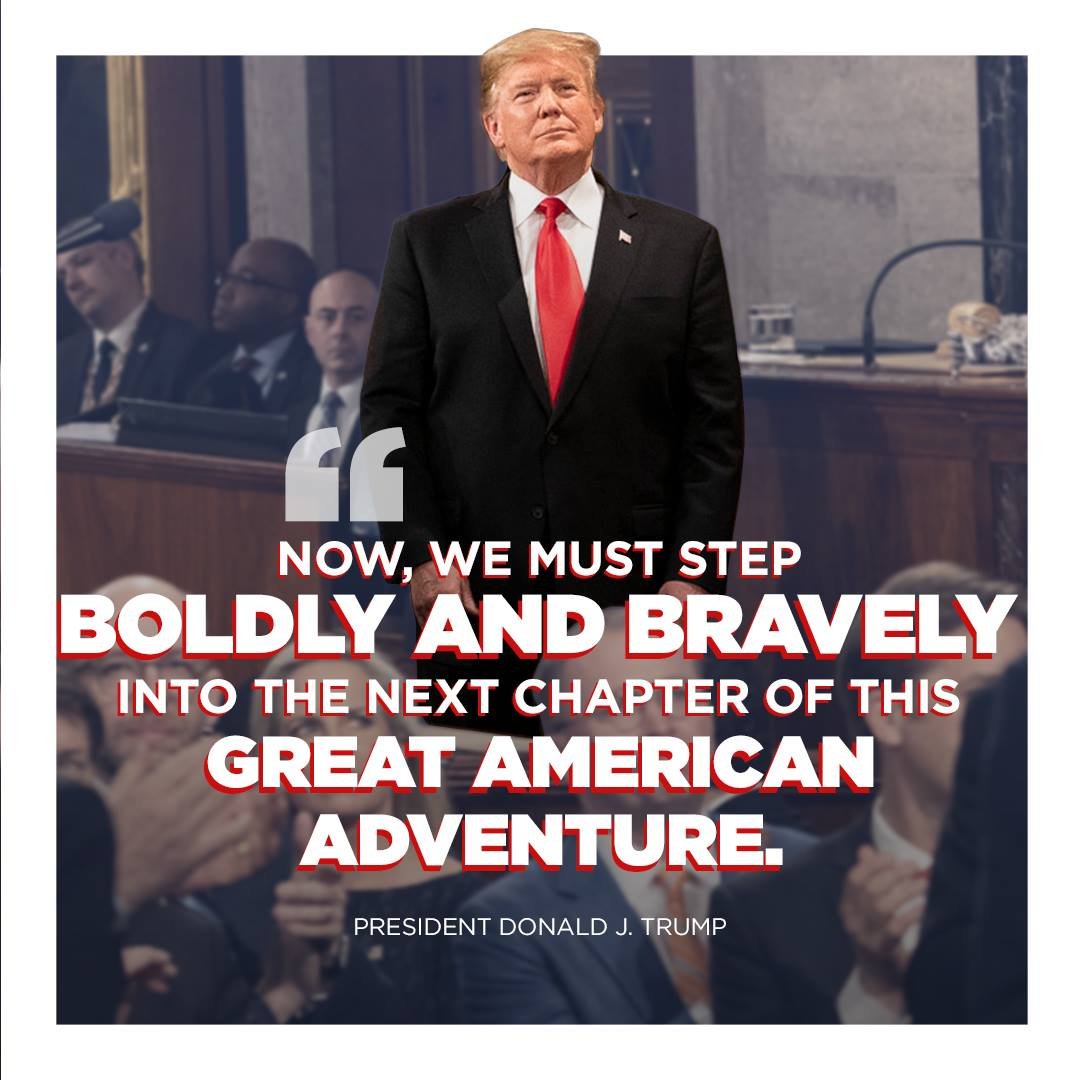 “
NOW, WE MUST STEP
BOLDLY AND BRAVELY
INTO THE NEXT CHAPTER OF THIS
GREAT AMERICAN
ADVENTURE.
PRESIDENT DONALD J. TRUMP